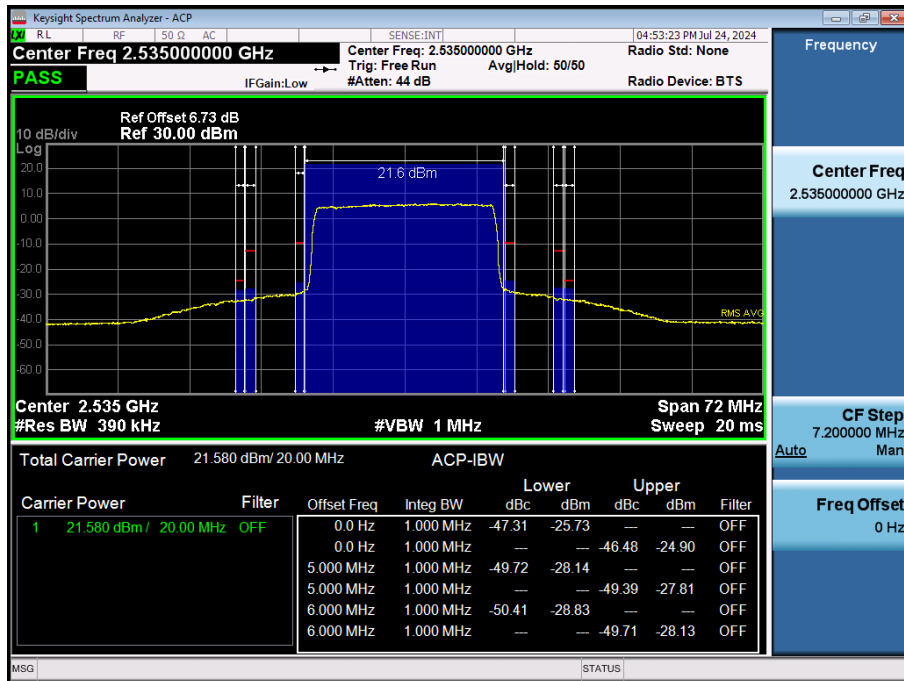 Keysight Spectrum Analyzer - ACP
LXI RL RF 50 Ω AC SENSE:INT 04:53:23 PM Jul 24, 2024
Center Freq 2.535000000 GHz
Center Freq: 2.535000000 GHz Radio Std: None
Trig: Free Run Avg|Hold: 50/50
PASS IFGain:Low #Atten: 44 dB Radio Device: BTS
Ref Offset 6.73 dB
10 dB/div Ref 30.00 dBm
Log
20.0
21.6 dBm
10.0
0.00
-10.0
-20.0
-30.0
-40.0
RMS AVG
-50.0
-60.0
Center 2.535 GHz Span 72 MHz
#Res BW 390 kHz #VBW 1 MHz Sweep 20 ms
Total Carrier Power 21.580 dBm/ 20.00 MHz ACP-IBW
Lower Upper
Carrier Power Filter Offset Freq Integ BW dBc dBm dBc dBm Filter
1 21.580 dBm / 20.00 MHz OFF 0.0 Hz 1.000 MHz -47.31 -25.73 --- --- OFF
0.0 Hz 1.000 MHz --- --- -46.48 -24.90 OFF
5.000 MHz 1.000 MHz -49.72 -28.14 --- --- OFF
5.000 MHz 1.000 MHz --- --- -49.39 -27.81 OFF
6.000 MHz 1.000 MHz -50.41 -28.83 --- --- OFF
6.000 MHz 1.000 MHz --- --- -49.71 -28.13 OFF
MSG STATUS
Frequency
Center Freq
2.535000000 GHz
CF Step
7.200000 MHz
Auto Man
Freq Offset
0 Hz